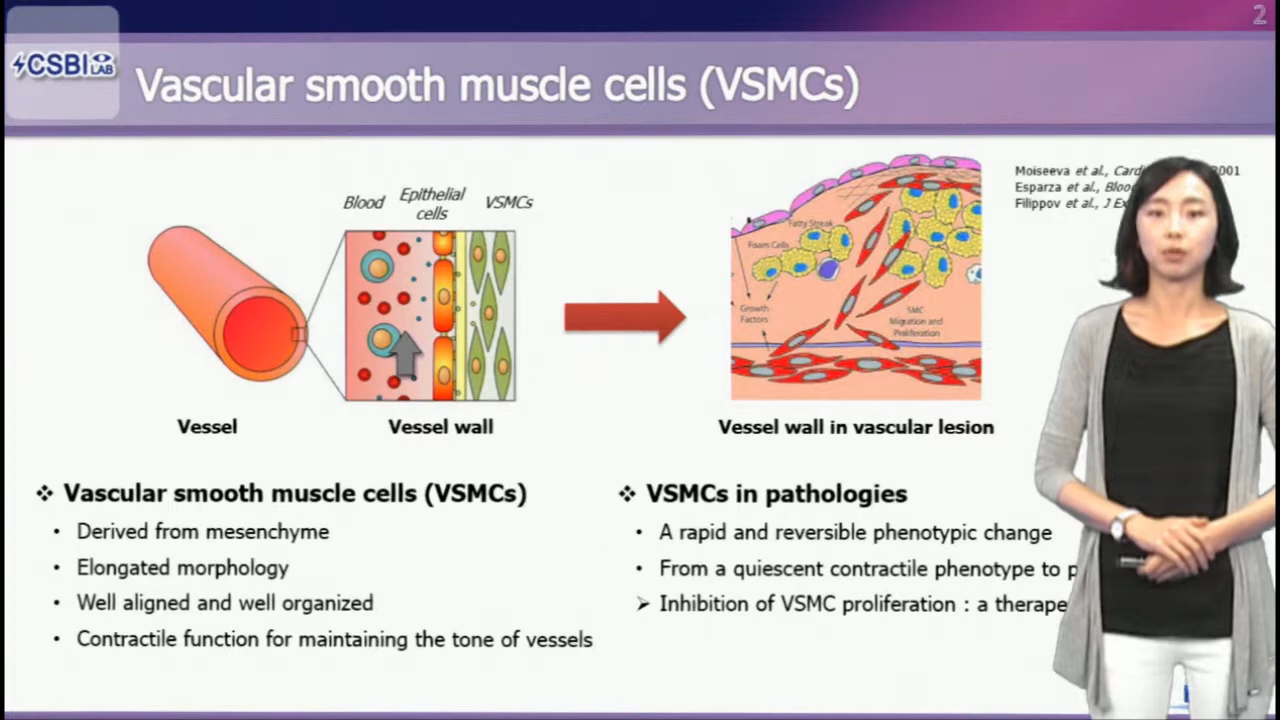 2
CSBI LAB
Vascular smooth muscle cells (VSMCs)
Blood
Epithelial
cells
VSMCs
Vessel
Vessel wall
Fatty Streak
Foam Cells
Growth
Factors
SMC
Migration and
Proliferation
Vessel wall in vascular lesion
Moiseeva et al., 2001
Esparza et al.,
Filippov et al., J
❖ Vascular smooth muscle cells (VSMCs)
• Derived from mesenchyme
• Elongated morphology
• Well aligned and well organized
• Contractile function for maintaining the tone of vessels
❖ VSMCs in pathologies
• A rapid and reversible phenotypic change
• From a quiescent contractile phenotype to
➢ Inhibition of VSMC proliferation : a